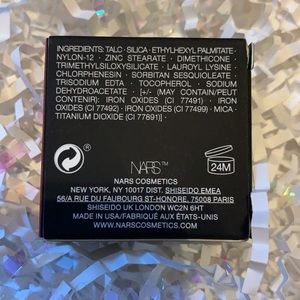 INGREDIENTS: TALC · SILICA · ETHYLHEXYL PALMITATE ·
NYLON-12 · ZINC STEARATE · DIMETHICONE ·
TRIMETHYLSILOXYSILICATE · LAUROYL LYSINE ·
CHLORPHENESIN · SORBITAN SESQUIOLEATE ·
TRISODIUM EDTA · TOCOPHEROL · SODIUM
DEHYDROACETATE · [+/- (MAY CONTAIN/PEUT
CONTENIR): IRON OXIDES (CI 77491) · IRON
OXIDES (CI 77492) · IRON OXIDES (CI 77499) · MICA ·
TITANIUM DIOXIDE (CI 77891)]
NARS
24M
NARS COSMETICS
NEW YORK, NY 10017 DIST. SHISEIDO EMEA
56/A RUE DU FAUBOURG ST-HONORE, 75008 PARIS
SHISEIDO UK LONDON WC2N 6HT
MADE IN USA/FABRIQUÉ AUX ÉTATS-UNIS
WWW.NARSCOSMETICS.COM